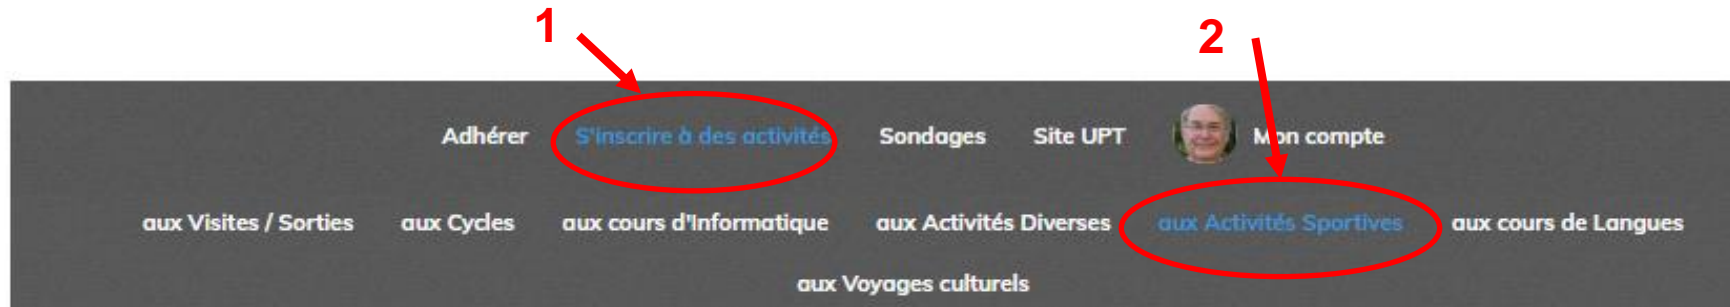 1
2
Adhérer S'inscrire à des activités Sondages Site UPT Mon compte
aux Visites / Sorties aux Cycles aux cours d'Informatique aux Activités Diverses aux Activités Sportives aux cours de Langues
aux Voyages culturels